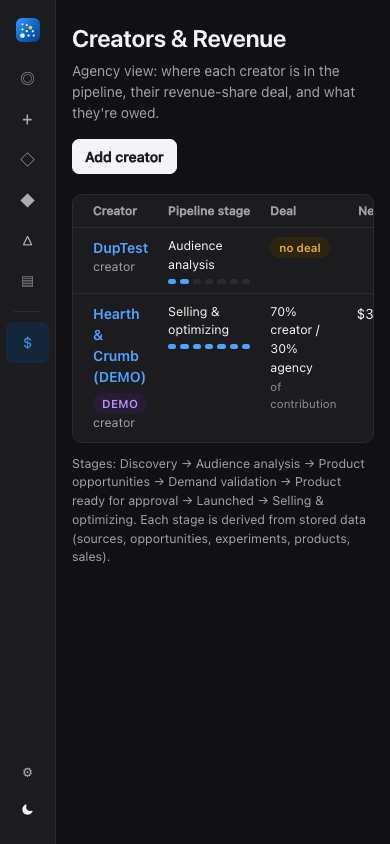 Creators & Revenue
Agency view: where each creator is in the
pipeline, their revenue-share deal, and what
they're owed.
Add creator
Creator Pipeline stage Deal Ne
DupTest
creator
Audience
analysis
no deal
Hearth
&
Crumb
(DEMO)
DEMO
creator
Selling &
optimizing
70%
creator /
30%
agency
of
contribution
$3
Stages: Discovery → Audience analysis → Product
opportunities → Demand validation → Product
ready for approval → Launched → Selling &
optimizing. Each stage is derived from stored data
(sources, opportunities, experiments, products,
sales).
$